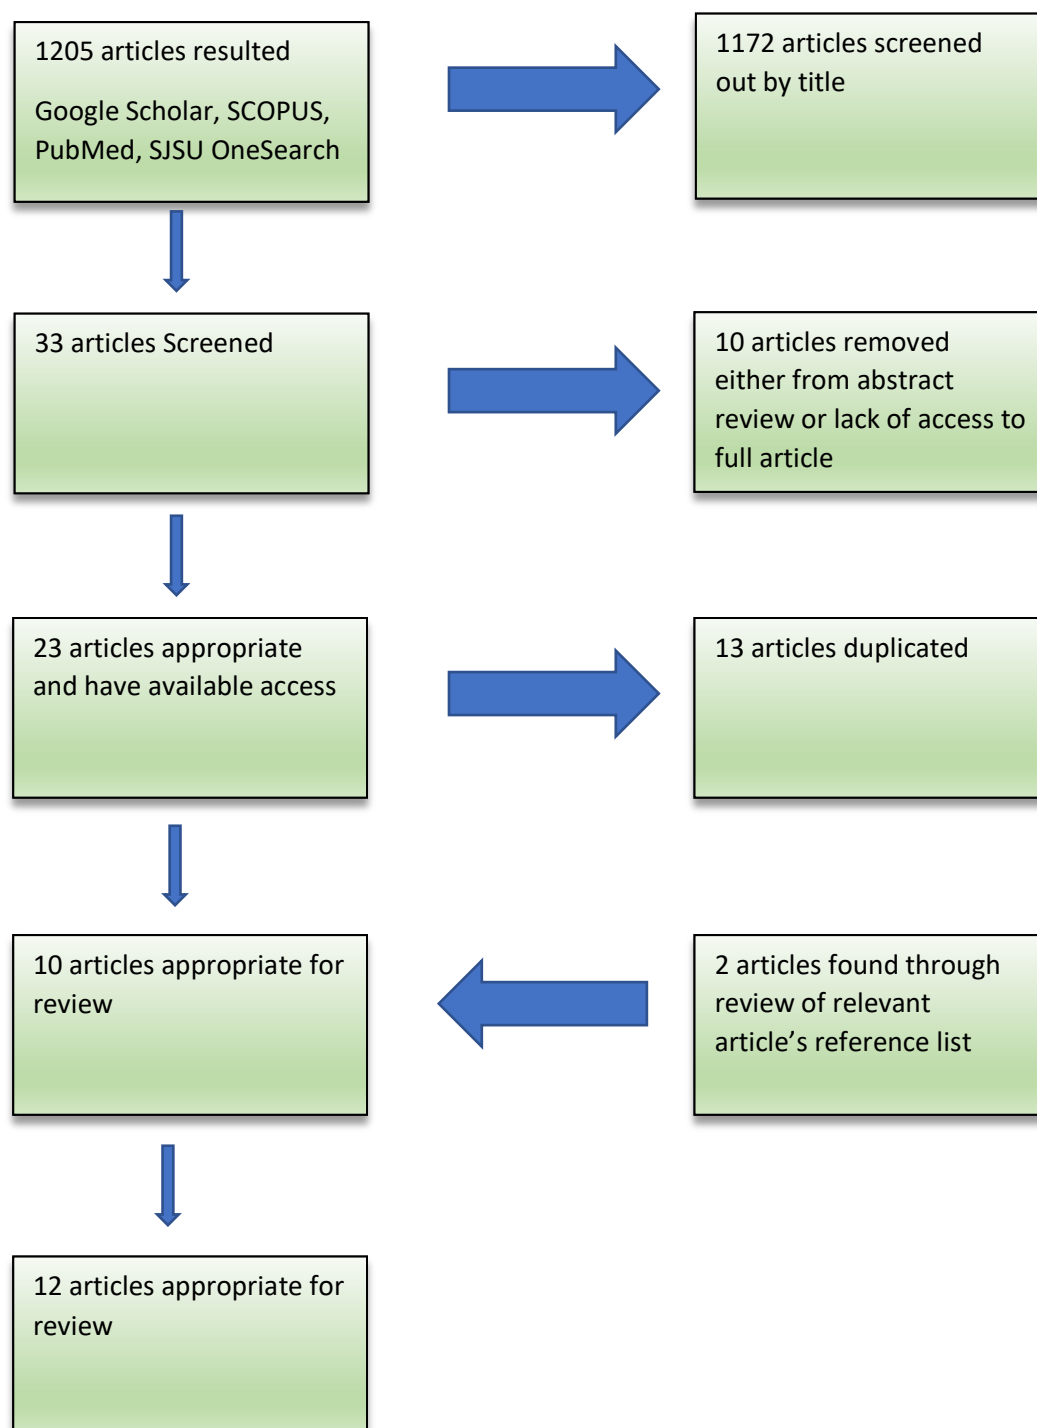 1205 articles resulted
Google Scholar, SCOPUS,
PubMed, SJSU OneSearch
1172 articles screened
out by title
33 articles Screened
10 articles removed
either from abstract
review or lack of access to
full article
23 articles appropriate
and have available access
13 articles duplicated
10 articles appropriate for
review
2 articles found through
review of relevant
article’s reference list
12 articles appropriate for
review